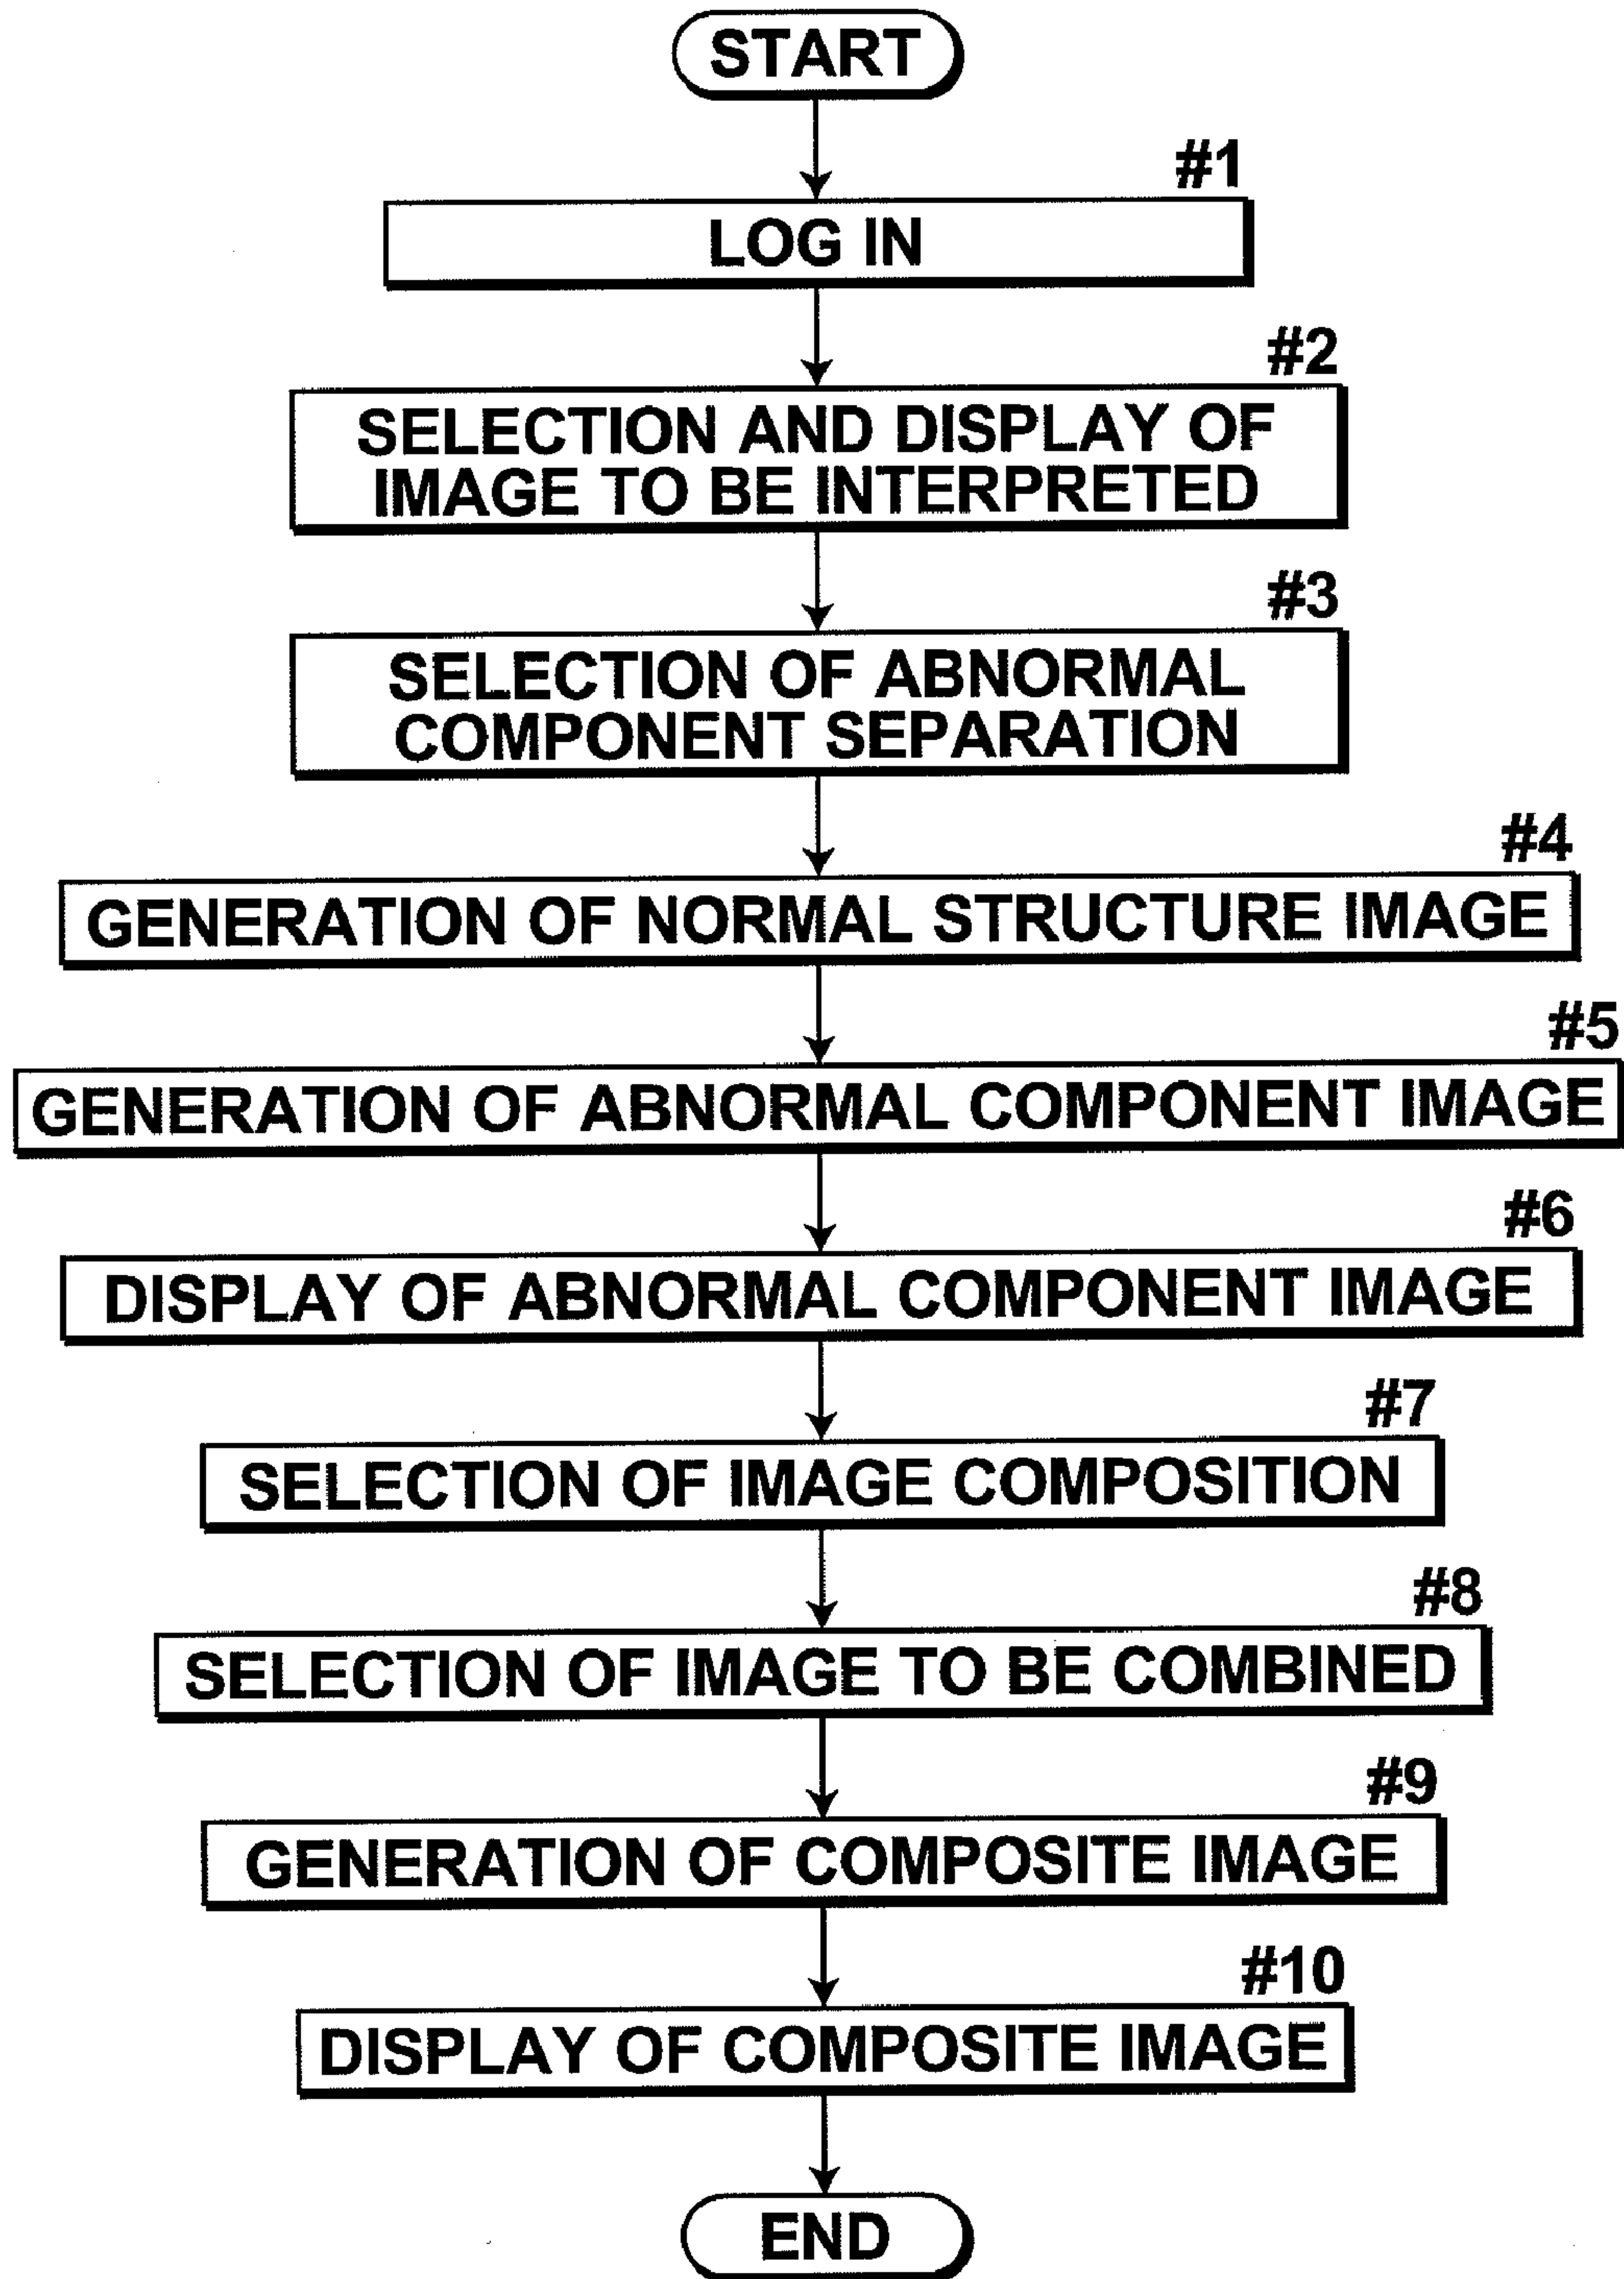 START
#1
LOG IN
#2
SELECTION AND DISPLAY OF
IMAGE TO BE INTERPRETED
#3
SELECTION OF ABNORMAL
COMPONENT SEPARATION
#4
GENERATION OF NORMAL STRUCTURE IMAGE
#5
GENERATION OF ABNORMAL COMPONENT IMAGE
#6
DISPLAY OF ABNORMAL COMPONENT IMAGE
#7
SELECTION OF IMAGE COMPOSITION
#8
SELECTION OF IMAGE TO BE COMBINED
#9
GENERATION OF COMPOSITE IMAGE
#10
DISPLAY OF COMPOSITE IMAGE
END